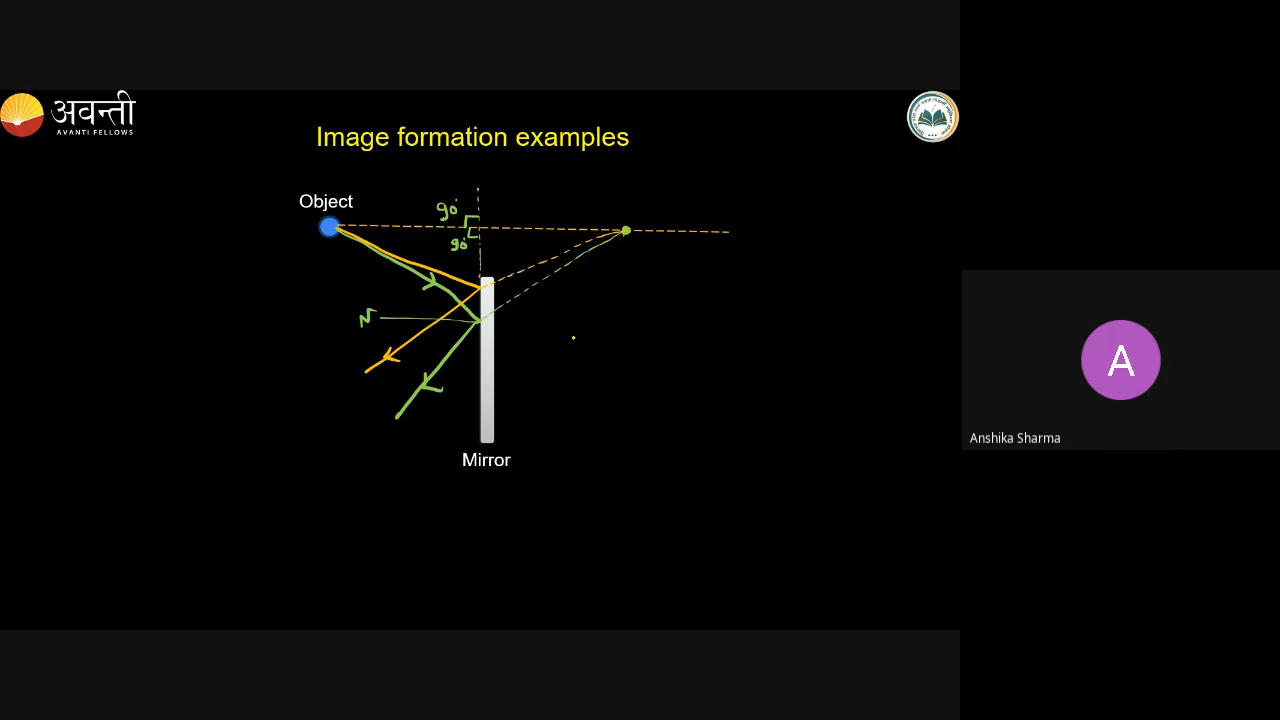 अवन्ती
AVANTI FELLOWS
Image formation examples
Object
90°
90°
N
Mirror
A
Anshika Sharma